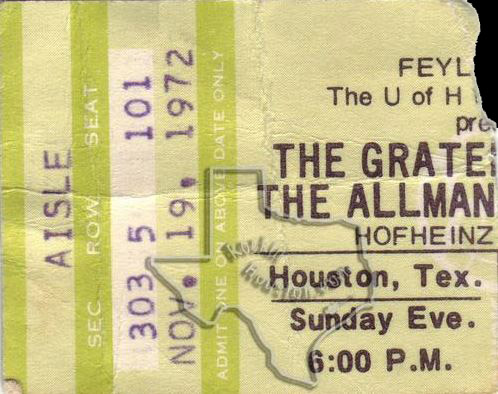 AISLE
SEC ROW SEAT
303 5 101
NOV. 19, 1972
ADMIT ONE ON ABOVE DATE ONLY
FEYL
The U of H
pre
THE GRATE
THE ALLMAN
HOFHEINZ
Houston, Tex.
Sunday Eve.
6:00 P.M.